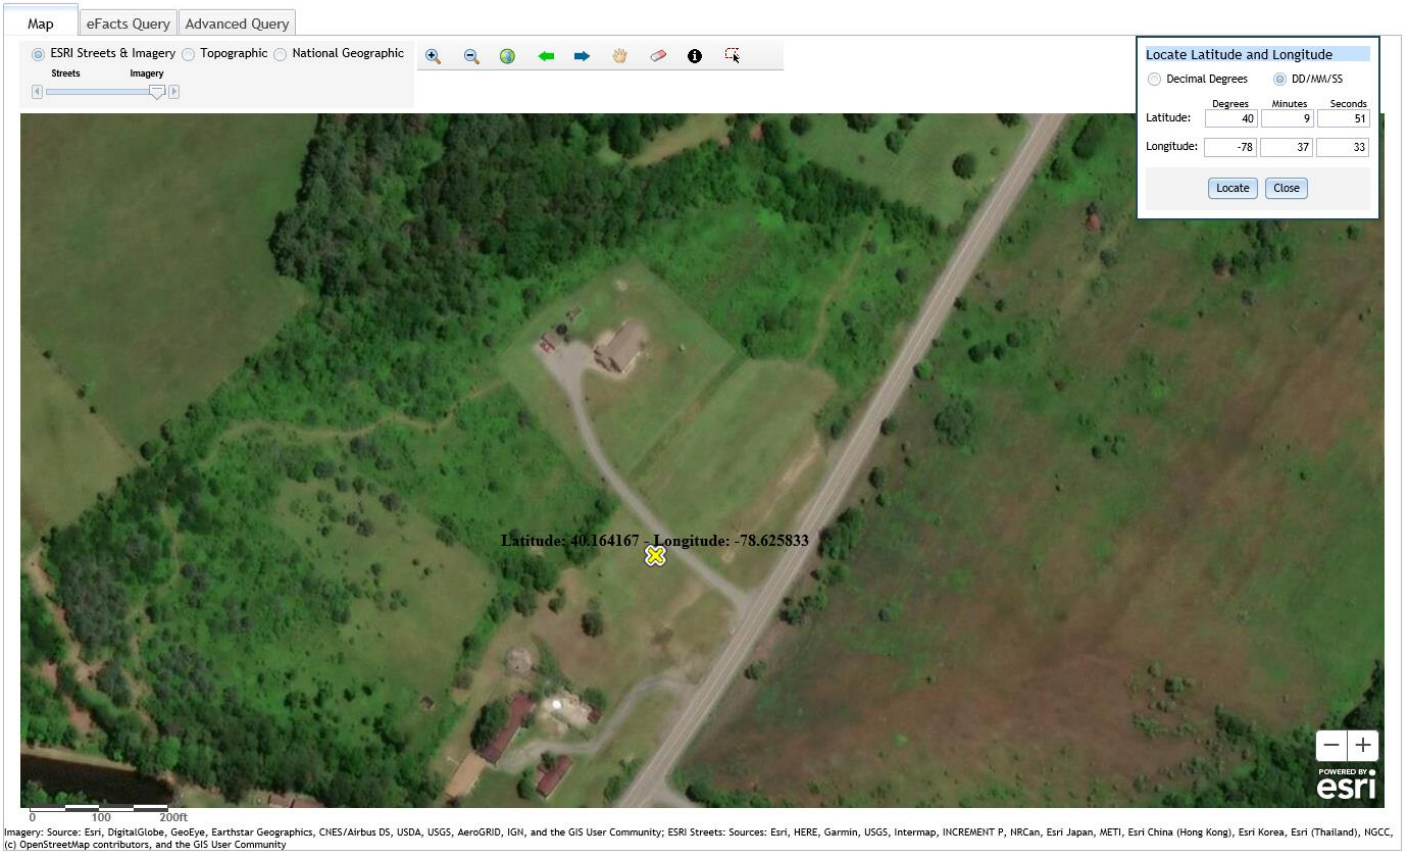 Map
eFacts Query
Advanced Query
ESRI Streets & Imagery
Topographic
National Geographic
Streets
Imagery
Locate Latitude and Longitude
Decimal Degrees
DD/MM/SS
Degrees Minutes Seconds
Latitude: 40 9 51
Longitude: -78 37 33
Locate
Close
Latitude: 40.164167 - Longitude: -78.625833
POWERED BY
esri
0 100 200ft
Imagery: Source: Esri, DigitalGlobe, GeoEye, Earthstar Geographics, CNES/Airbus DS, USDA, USGS, AeroGRID, IGN, and the GIS User Community; ESRI Streets: Sources: Esri, HERE, Garmin, USGS, Intermap, INCREMENT P, NRCan, Esri Japan, METI, Esri China (Hong Kong), Esri Korea, Esri (Thailand), NGCC,
(c) OpenStreetMap contributors, and the GIS User Community